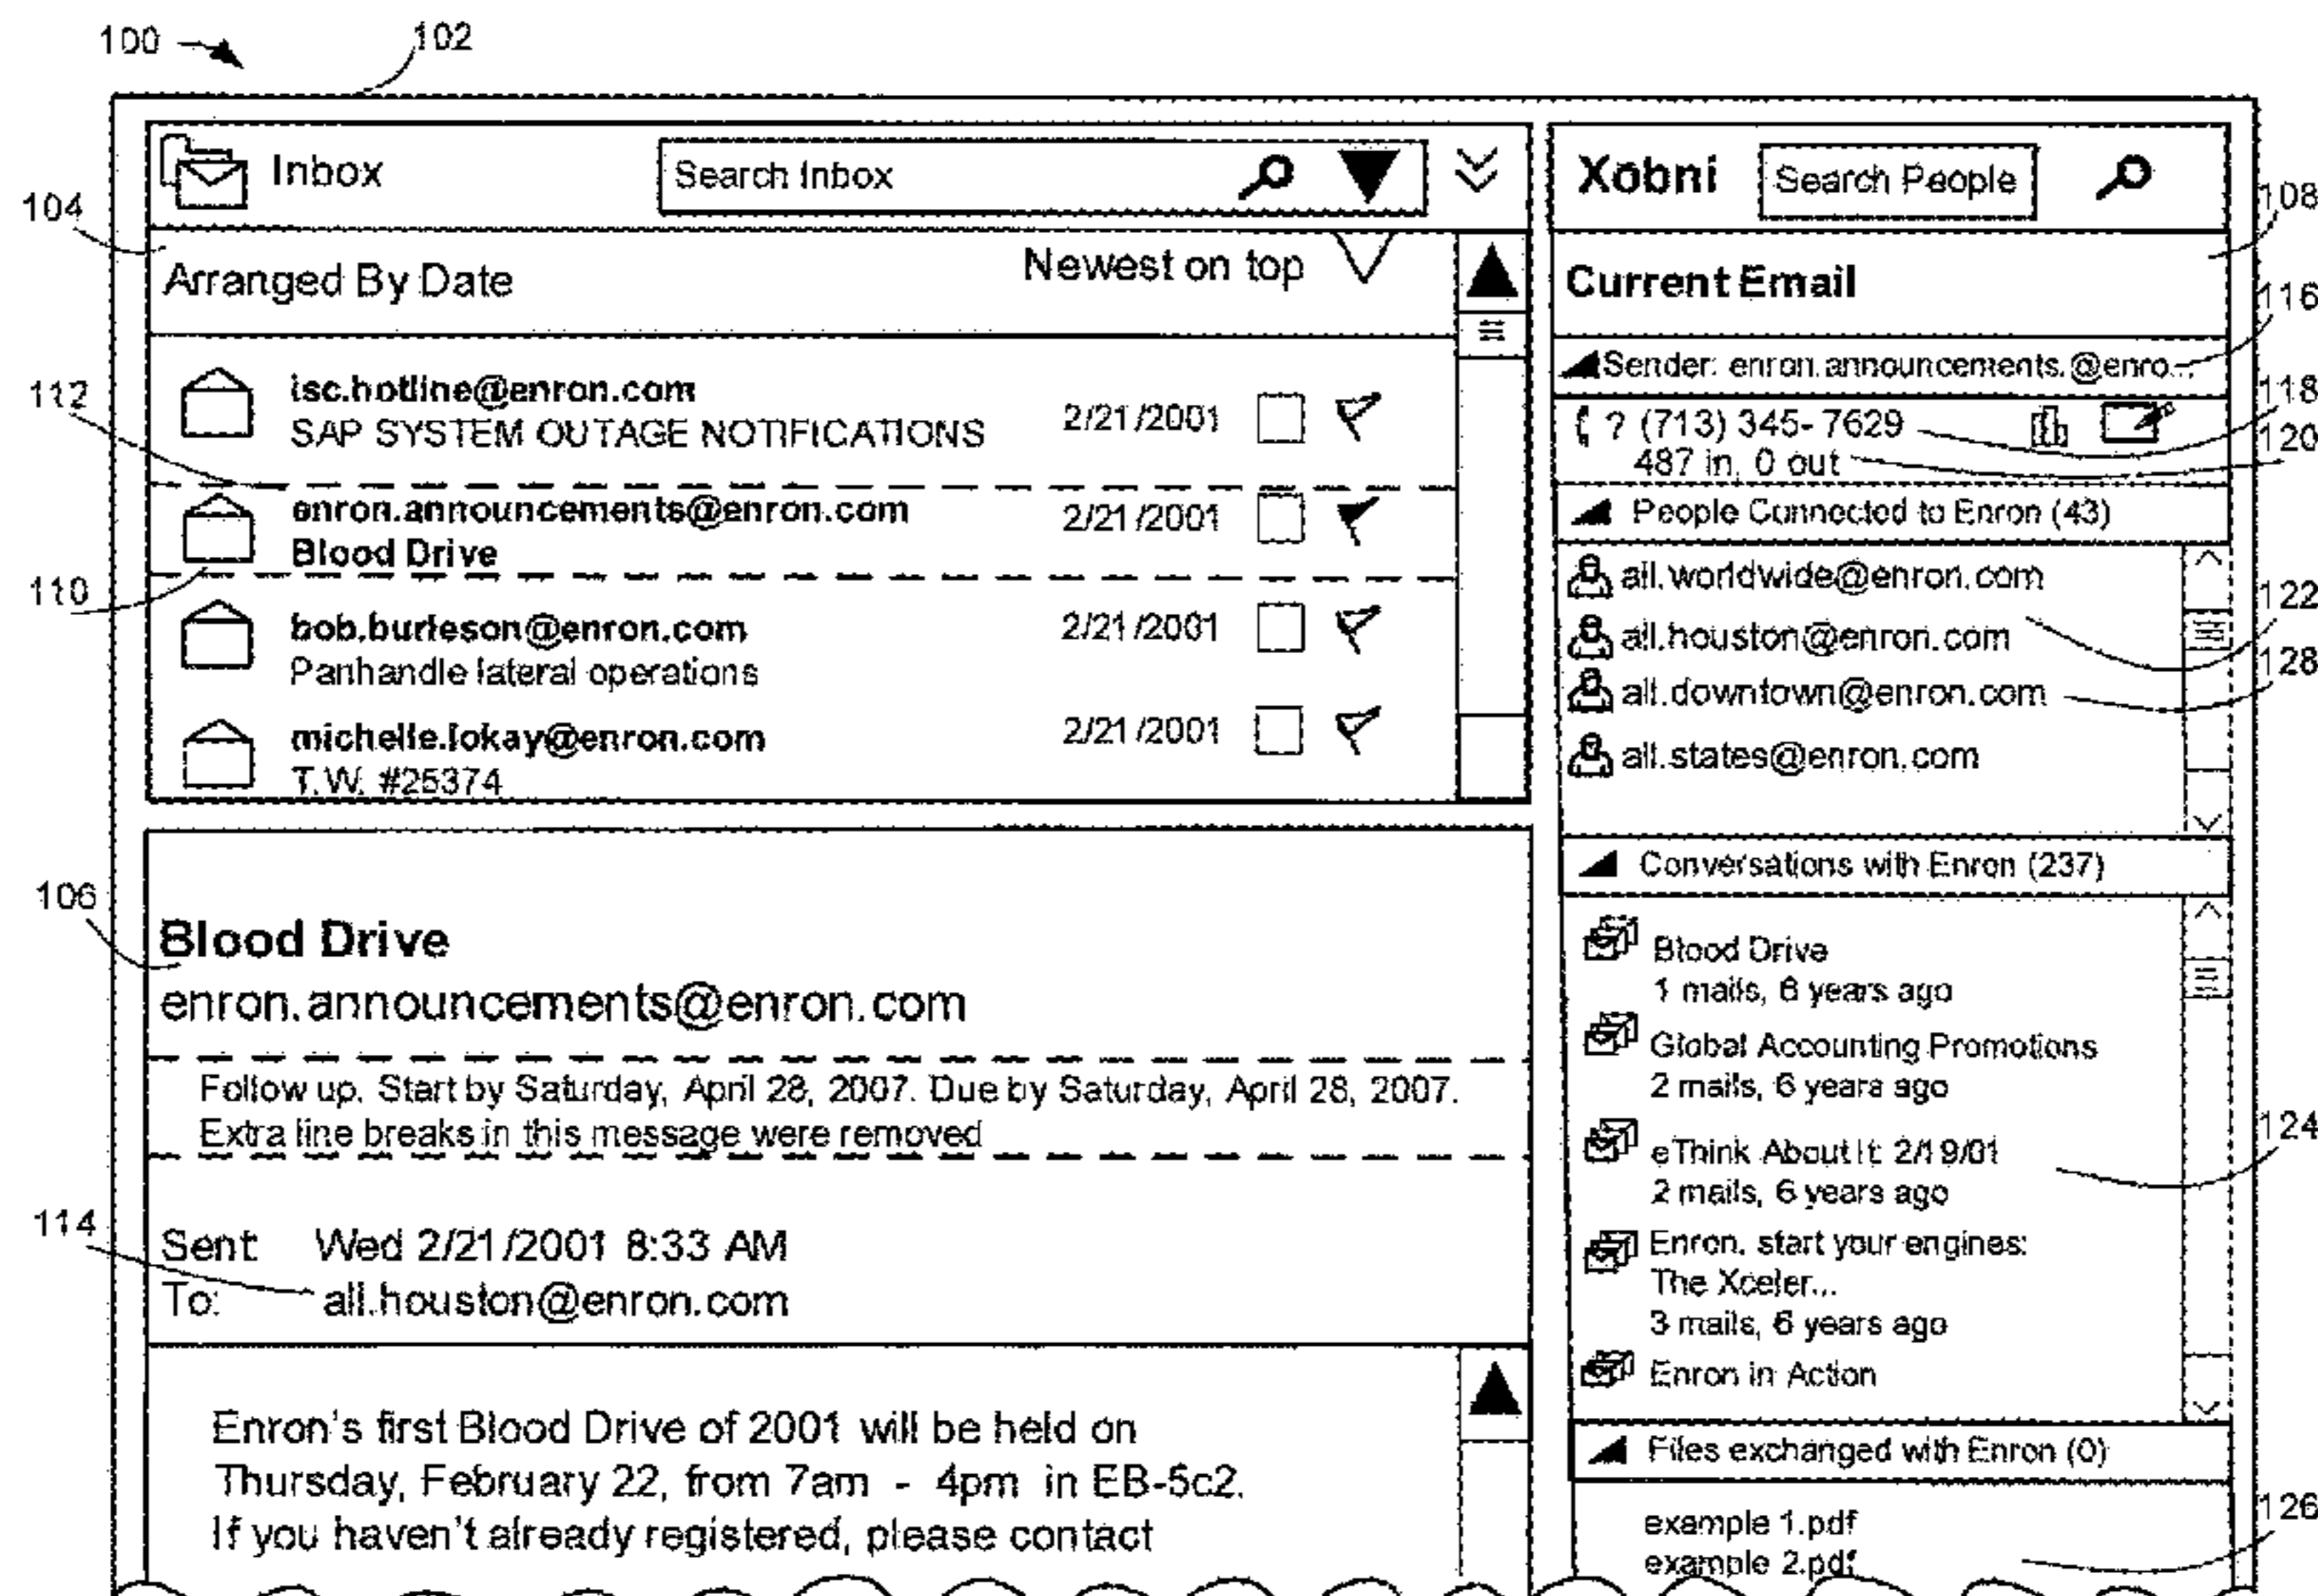 100
102
Inbox
Search Inbox
104
Arranged By Date
Newest on top
isc.hotline@enron.com
SAP SYSTEM OUTAGE NOTIFICATIONS
2/21/2001
112
enron.announcements@enron.com
2/21/2001
Blood Drive
110
bob.burleson@enron.com
2/21/2001
Panhandle lateral operations
michelle.lokay@enron.com
2/21/2001
T.W. #25374
106
Blood Drive
enron.announcements@enron.com
Follow up. Start by Saturday, April 28, 2007. Due by Saturday, April 28, 2007.
Extra line breaks in this message were removed
114
Sent Wed 2/21/2001 8:33 AM
To: all.houston@enron.com
Enron's first Blood Drive of 2001 will be held on
Thursday, February 22, from 7am - 4pm in EB-5c2.
If you haven't already registered, please contact
Xobni
Search People
108
Current Email
116
Sender: enron.announcements.@enro...
118
? (713) 345-7629
120
487 in, 0 out
People Connected to Enron (43)
all.worldwide@enron.com
122
all.houston@enron.com
128
all.downtown@enron.com
all.states@enron.com
Conversations with Enron (237)
Blood Drive
1 mails, 6 years ago
Global Accounting Promotions
2 mails, 6 years ago
124
eThink About It: 2/19/01
2 mails, 6 years ago
Enron, start your engines:
The Xceler...
3 mails, 6 years ago
Enron in Action
Files exchanged with Enron (0)
126
example 1.pdf
example 2.pdf